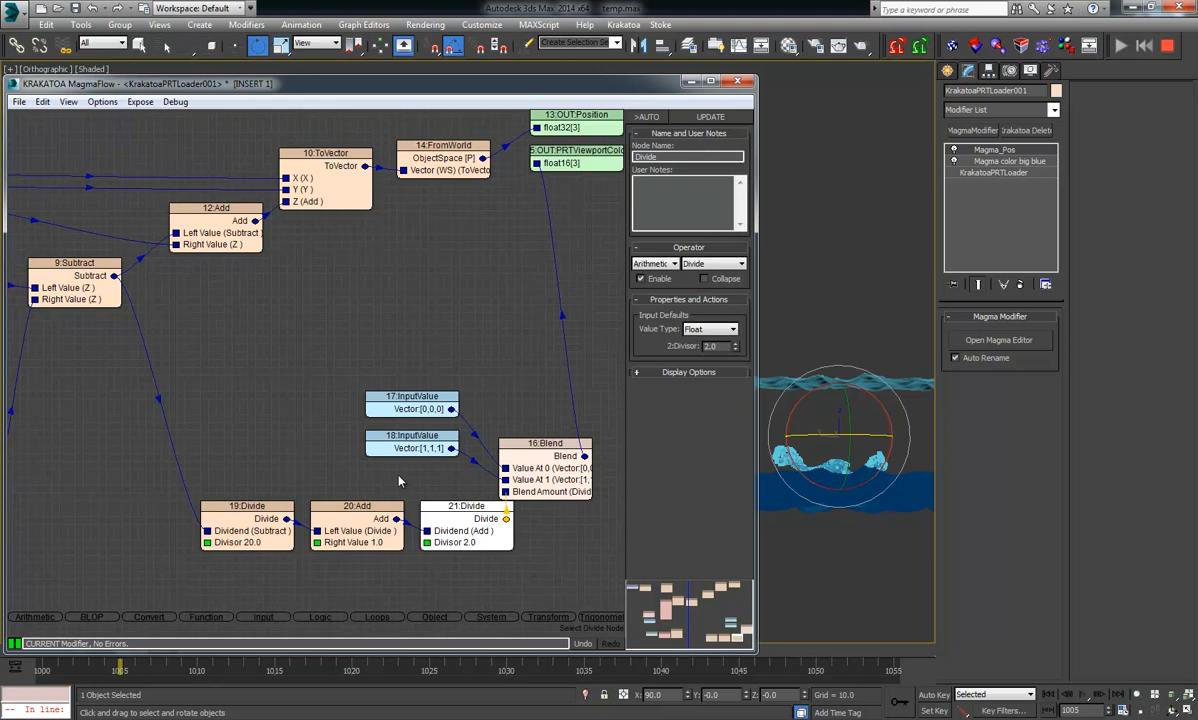 Workspace: Default
Autodesk 3ds Max 2014 x64
temp.max
Type a keyword or phrase
Edit
Tools
Group
Views
Create
Modifiers
Animation
Graph Editors
Rendering
Customize
MAXScript
Help
Krakatoa
Stoke
All
View
Create Selection Se
[+] [Orthographic] [Shaded]
KRAKATOA MagmaFlow - <KrakatoaPRTLoader001> * [INSERT 1]
File
Edit
View
Options
Expose
Debug
13:OUT:Position
float32[3]
5:OUT:PRTViewportColo
float16[3]
14:FromWorld
ObjectSpace [P]
Vector (WS) (ToVecto
10:ToVector
ToVector
X (X )
Y (Y )
Z (Add )
12:Add
Add
Left Value (Subtract )
Right Value (Z )
9:Subtract
Subtract
Left Value (Z )
Right Value (Z )
17:InputValue
Vector:[0,0,0]
18:InputValue
Vector:[1,1,1]
16:Blend
Blend
Value At 0 (Vector:[0,0
Value At 1 (Vector:[1,
Blend Amount (Divid
19:Divide
Divide
Dividend (Subtract )
Divisor 20.0
20:Add
Add
Left Value (Divide )
Right Value 1.0
21:Divide
Divide
Dividend (Add )
Divisor 2.0
>AUTO
UPDATE
Name and User Notes
Node Name:
Divide
User Notes:
Operator
Arithmetic
Divide
Enable
Collapse
Properties and Actions
Input Defaults
Value Type:
Float
2:Divisor:
2.0
Display Options
Arithmetic
BLOP
Convert
Function
Input
Logic
Loops
Object
System
Transform
Trigonome
Select Divide Node
CURRENT Modifier, No Errors.
Undo
Redo
KrakatoaPRTLoader001
Modifier List
MagmaModifier
Krakatoa Delet
Magma_Pos
Magma color big blue
KrakatoaPRTLoader
Magma Modifier
Open Magma Editor
Auto Rename
1000
1005
1010
1015
1020
1025
1030
1035
1040
1045
1050
1055
1 Object Selected
X: 90.0
Y: -0.0
Z: -0.0
Grid = 10.0
Auto Key
Selected
-- In line:
Click and drag to select and rotate objects
Add Time Tag
Set Key
Key Filters...
1005